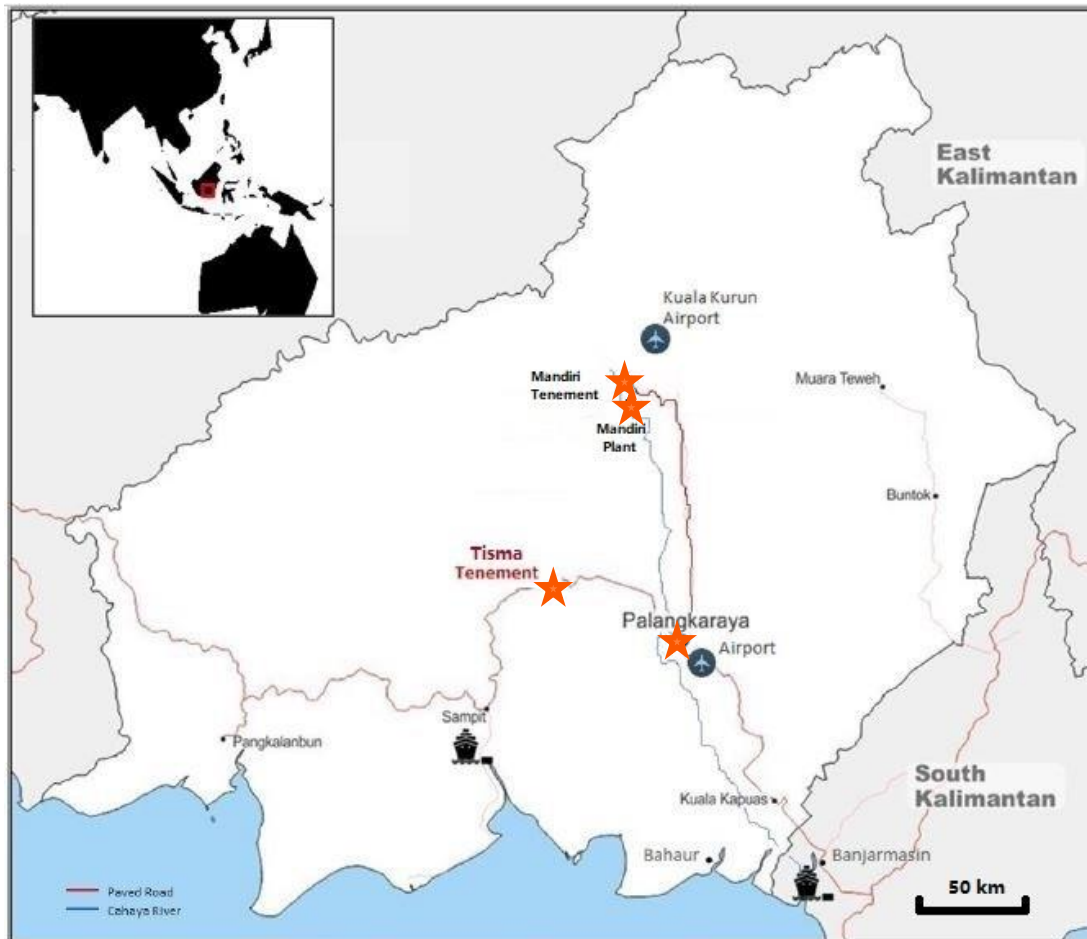 East
Kalimantan
Kuala Kurun
Airport
Mandiri
Tenement
Muara Teweh
Mandiri
Plant
Buntok
Tisma
Tenement
Palangkaraya
Airport
Sampit
Pangkalanbun
South
Kalimantan
Kuala Kapuas
Bahaur
Banjarmasin
Paved Road
Cahaya River
50 km